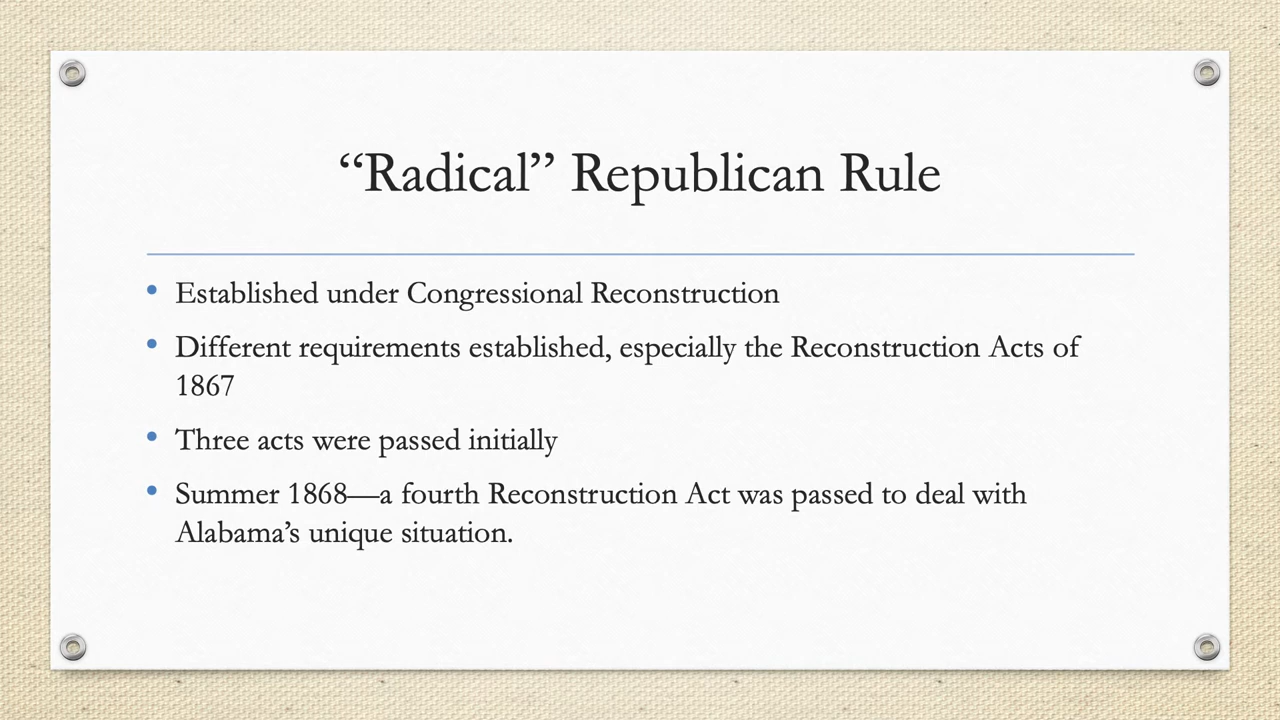 “Radical” Republican Rule
• Established under Congressional Reconstruction
• Different requirements established, especially the Reconstruction Acts of
1867
• Three acts were passed initially
• Summer 1868—a fourth Reconstruction Act was passed to deal with
Alabama’s unique situation.